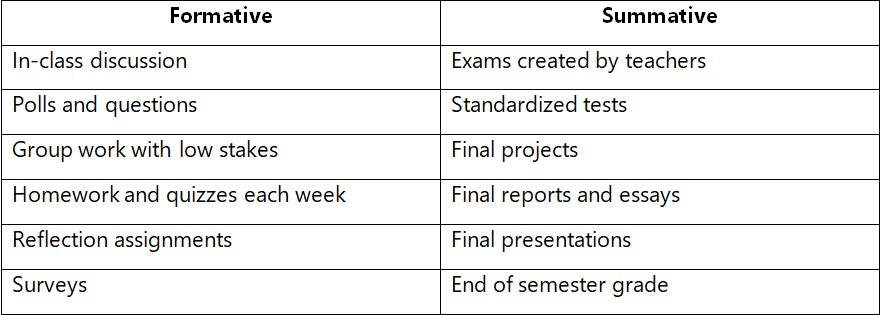 Formative Summative
In-class discussion Exams created by teachers
Polls and questions Standardized tests
Group work with low stakes Final projects
Homework and quizzes each week Final reports and essays
Reflection assignments Final presentations
Surveys End of semester grade